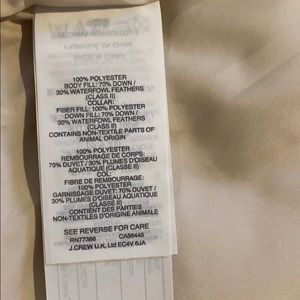 100% POLYESTER
BODY FILL: 70% DOWN /
30% WATERFOWL FEATHERS
(CLASS II)
COLLAR:
FIBER FILL: 100% POLYESTER
DOWN FILL: 70% DOWN /
30% WATERFOWL FEATHERS
(CLASS II)
CONTAINS NON-TEXTILE PARTS OF
ANIMAL ORIGIN
100% POLYESTER
REMBOURRAGE DE CORPS:
70% DUVET / 30% PLUMES D'OISEAU
AQUATIQUE (CLASSE II)
COL:
FIBRE DE REMBOURRAGE:
100% POLYESTER
GARNISSAGE DUVET: 70% DUVET /
30% PLUMES D'OISEAU AQUATIQUE
(CLASSE II)
CONTIENT DES PARTIES
NON-TEXTILES D'ORIGINE ANIMALE
SEE REVERSE FOR CARE
RN77388 CA56445
J.CREW U.K. Ltd EC4V 6JA